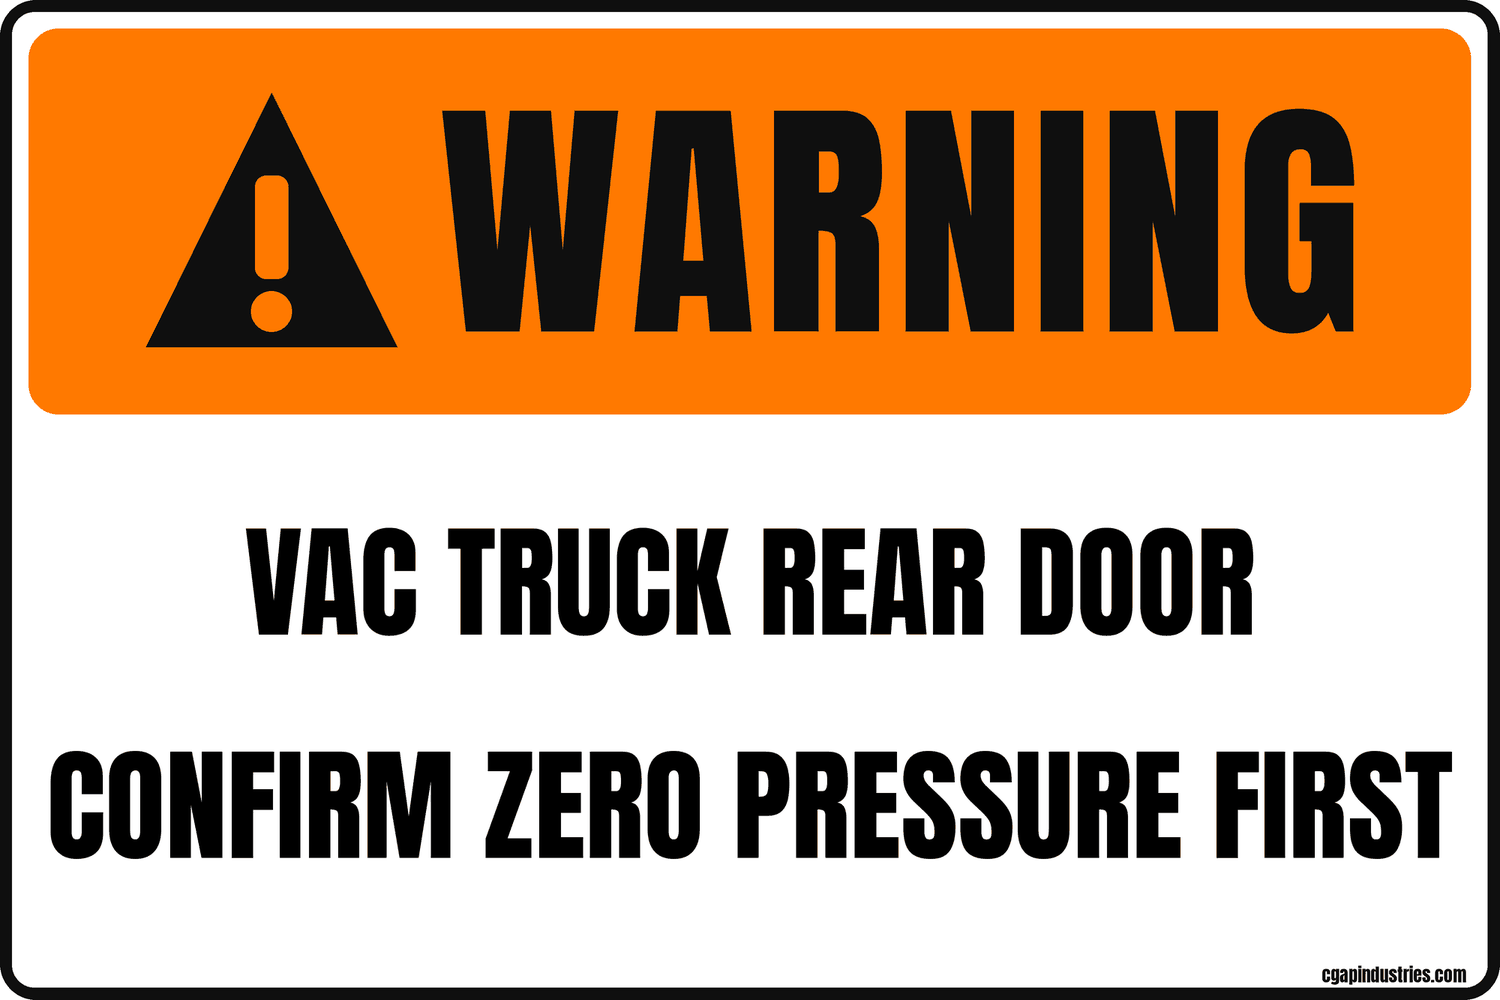 WARNING
VAC TRUCK REAR DOOR
CONFIRM ZERO PRESSURE FIRST
cgapindustries.com